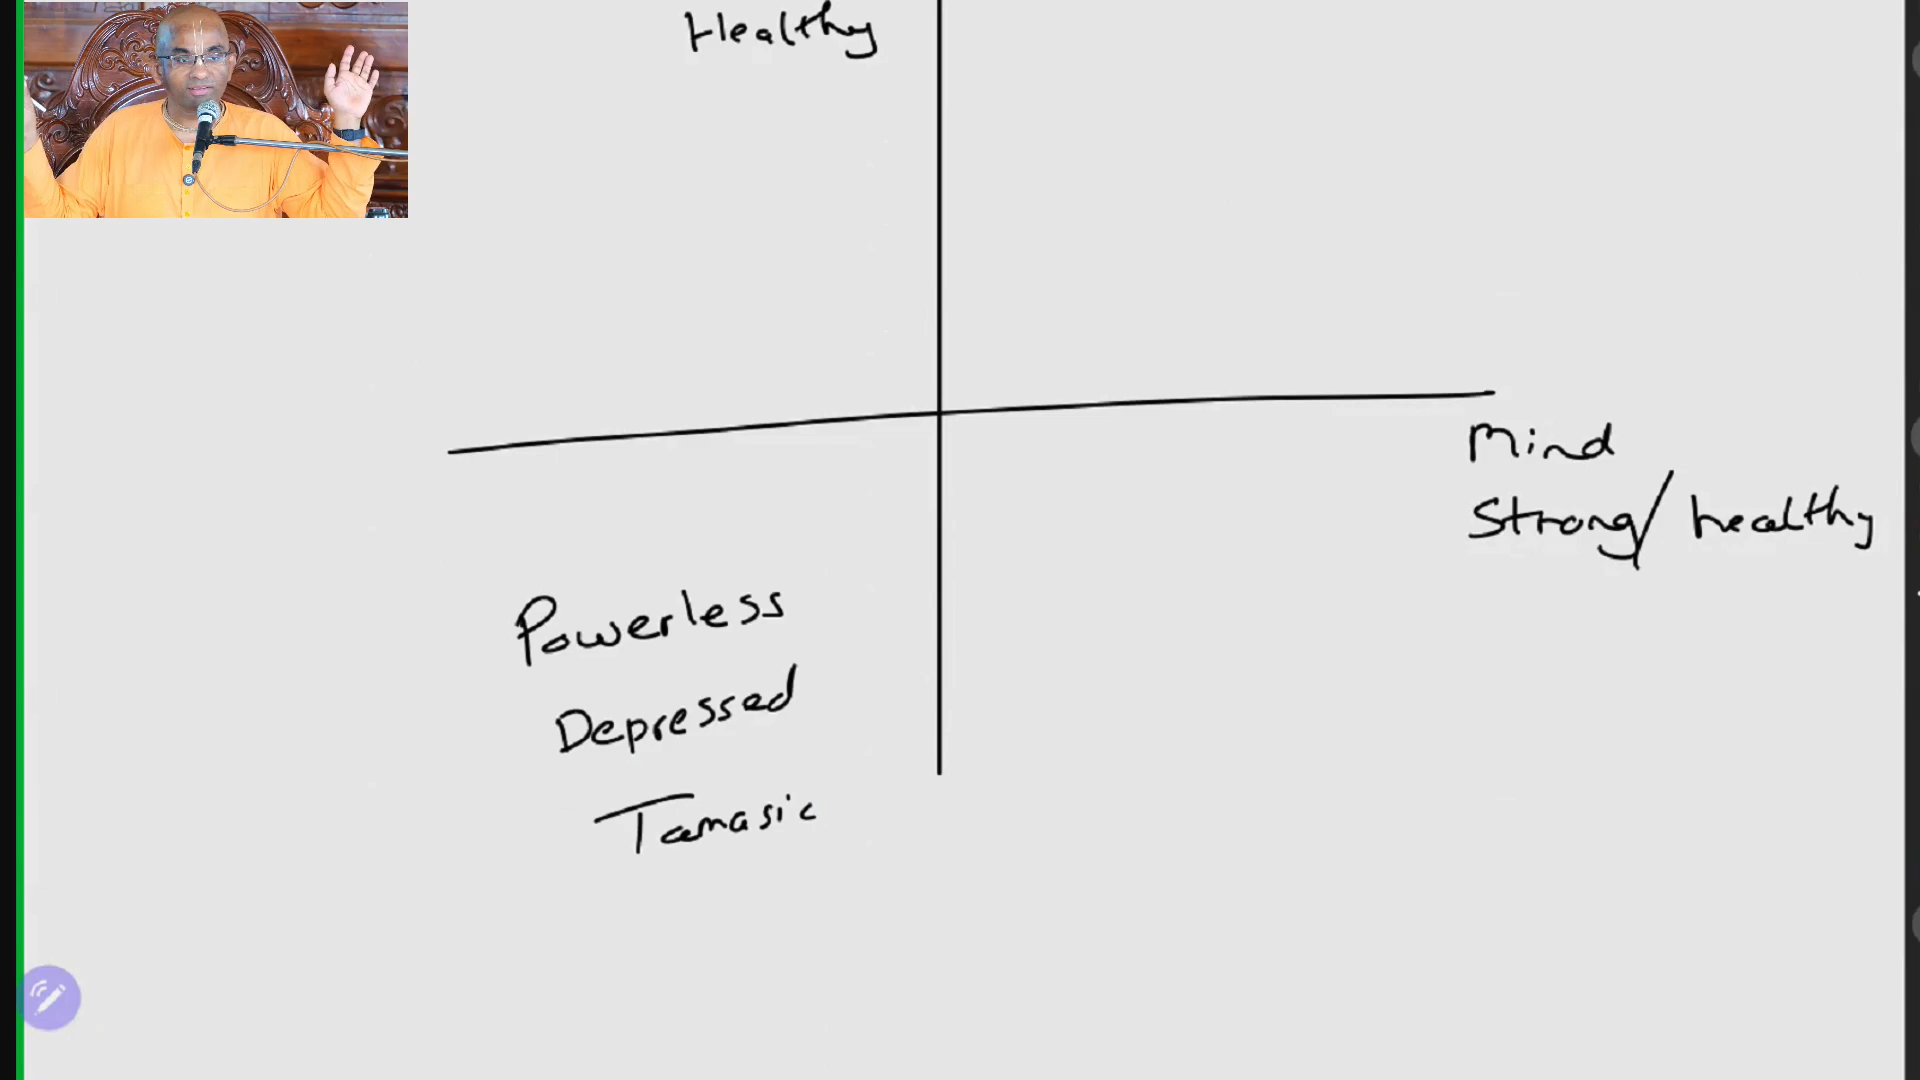 Healthy
Mind
Strong/healthy
Powerless
Depressed
Tamasic